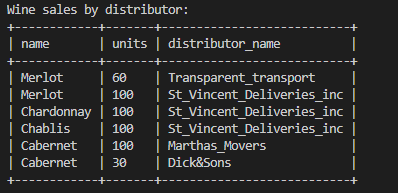 Wine sales by distributor:
+------------+-------+-------------------------+
| name       | units | distributor_name        |
+------------+-------+-------------------------+
| Merlot     | 60    | Transparent_transport   |
| Merlot     | 100   | St_Vincent_Deliveries_inc |
| Chardonnay | 100   | St_Vincent_Deliveries_inc |
| Chablis    | 100   | St_Vincent_Deliveries_inc |
| Cabernet   | 100   | Marthas_Movers          |
| Cabernet   | 30    | Dick&Sons               |
+------------+-------+-------------------------+